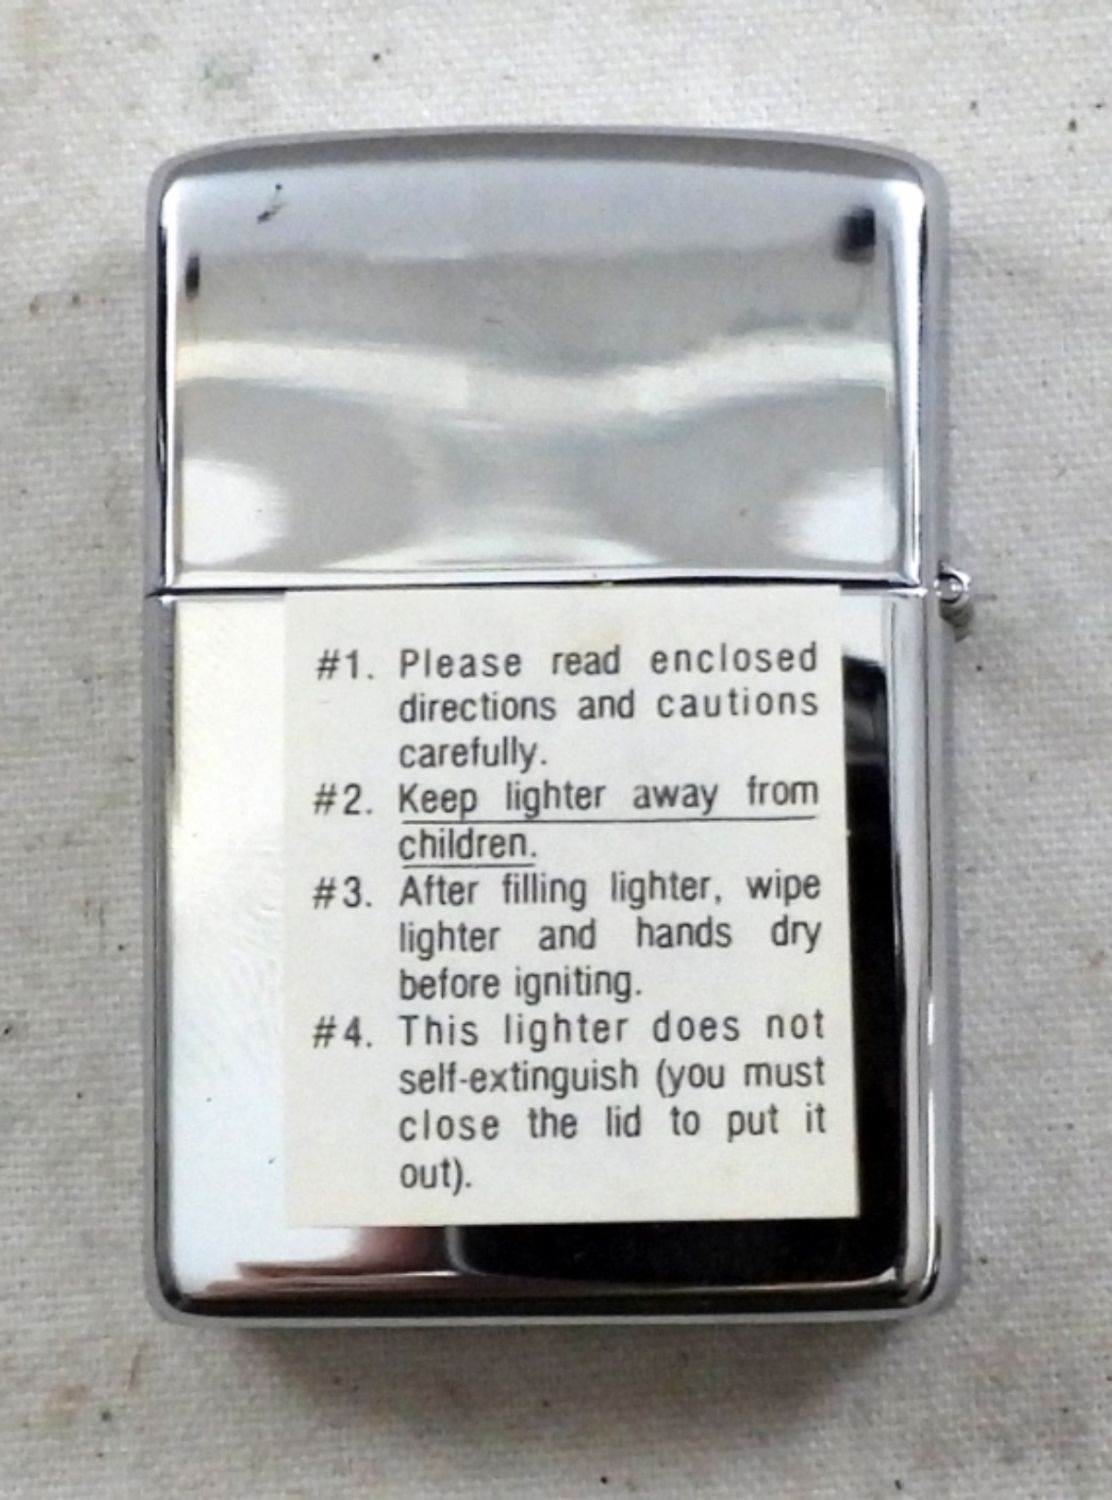 #1. Please read enclosed
directions and cautions
carefully.
#2. Keep lighter away from
children.
#3. After filling lighter, wipe
lighter and hands dry
before igniting.
#4. This lighter does not
self-extinguish (you must
close the lid to put it
out).